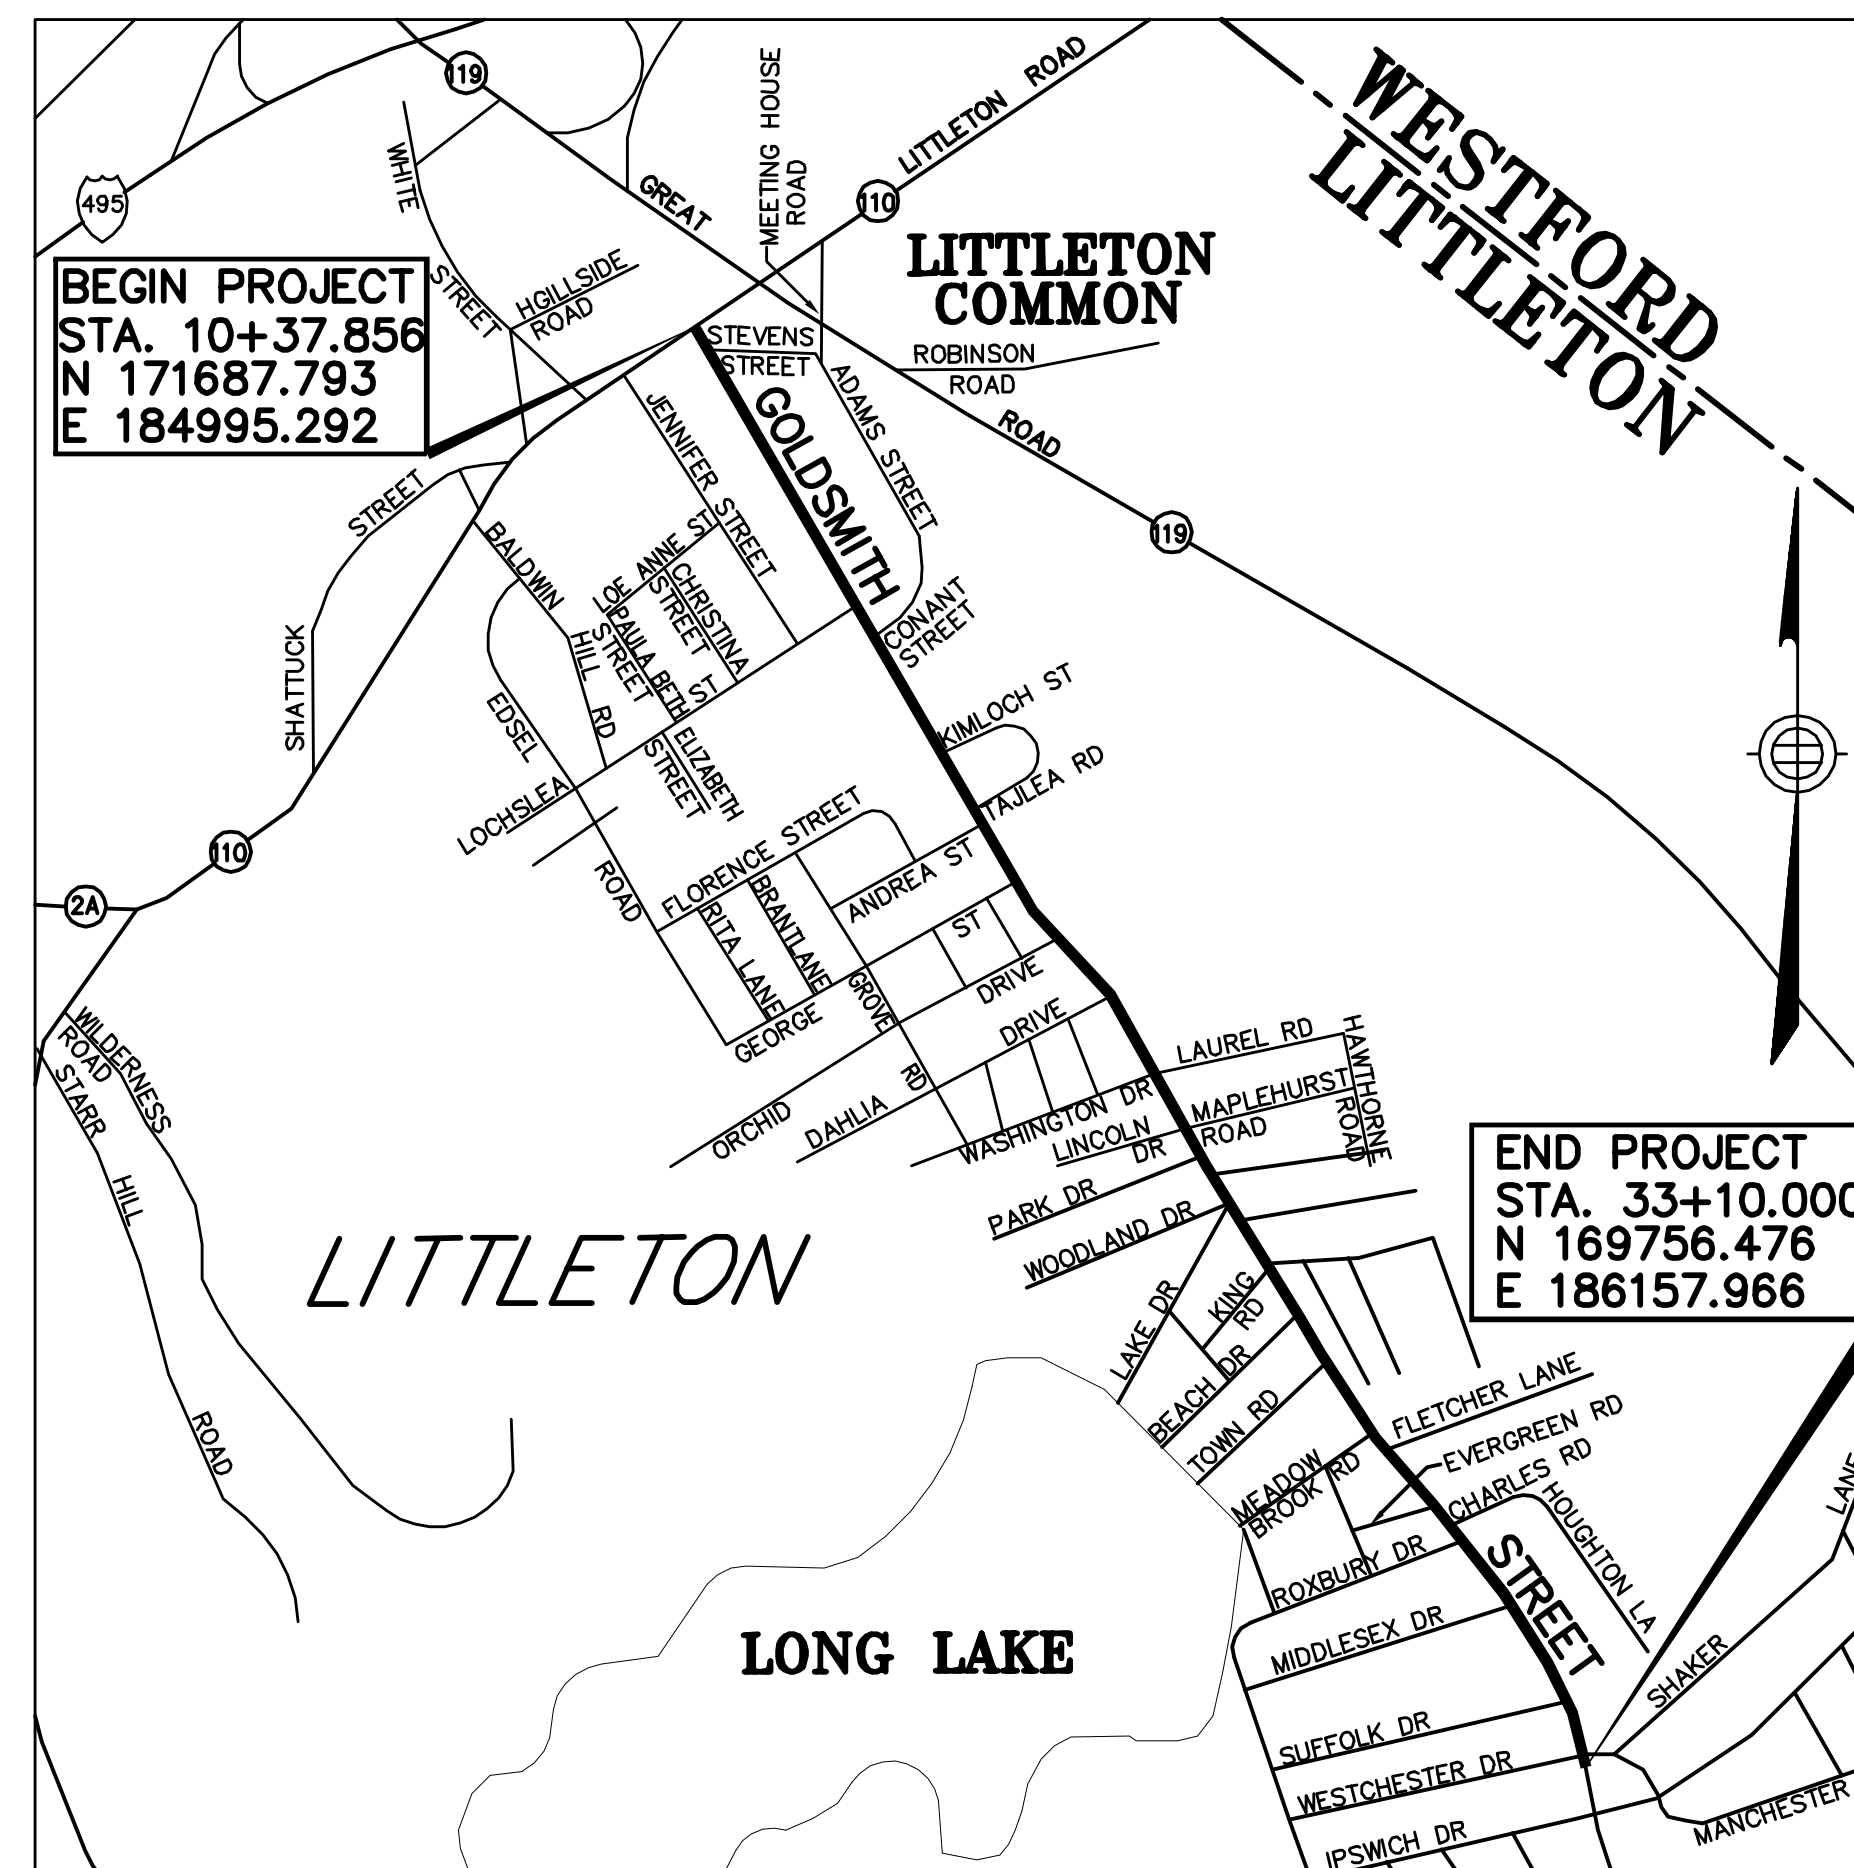 119
MEETING HOUSE
ROAD
LITTLETON ROAD
WESTFORD
LITTLETON
495
WHITE
STREET
GREAT
110
LITTLETON
COMMON
BEGIN PROJECT
STA. 10+37.856
N 171687.793
E 184995.292
HGILLSIDE
ROAD
STEVENS
STREET
ROBINSON
ROAD
ADAMS STREET
ROAD
119
GOLDSMITH
JENNIFER STREET
STREET
SHATTUCK
BALDWIN
HILL RD
LOE ANNE ST
CHRISTINA
STREET
PAULA BETH
STREET
CONANT
STREET
EDSEL
ROAD
LOCHSLEA
ST
ELIZABETH
STREET
KIMLOCH ST
TAJLEA RD
FLORENCE STREET
ANDREA ST
BRANTLANE
RITA LANE
GEORGE
ST
GROVE
RD
110
2A
WILDERNESS
ROAD
STARR
HILL
ROAD
ORCHID
DRIVE
DAHLIA
DRIVE
LAUREL RD
HAWTHORNE
ROAD
WASHINGTON DR
MAPLEHURST
ROAD
LINCOLN
DR
PARK DR
WOODLAND DR
END PROJECT
STA. 33+10.000
N 169756.476
E 186157.966
LITTLETON
LAKE DR
KING
RD
BEACH DR
TOWN RD
FLETCHER LANE
EVERGREEN RD
CHARLES RD
HOUGHTON LA
MEADOW
BROOK RD
ROXBURY DR
STREET
LANE
MIDDLESEX DR
LONG LAKE
SHAKER
SUFFOLK DR
WESTCHESTER DR
MANCHESTER
IPSWICH DR